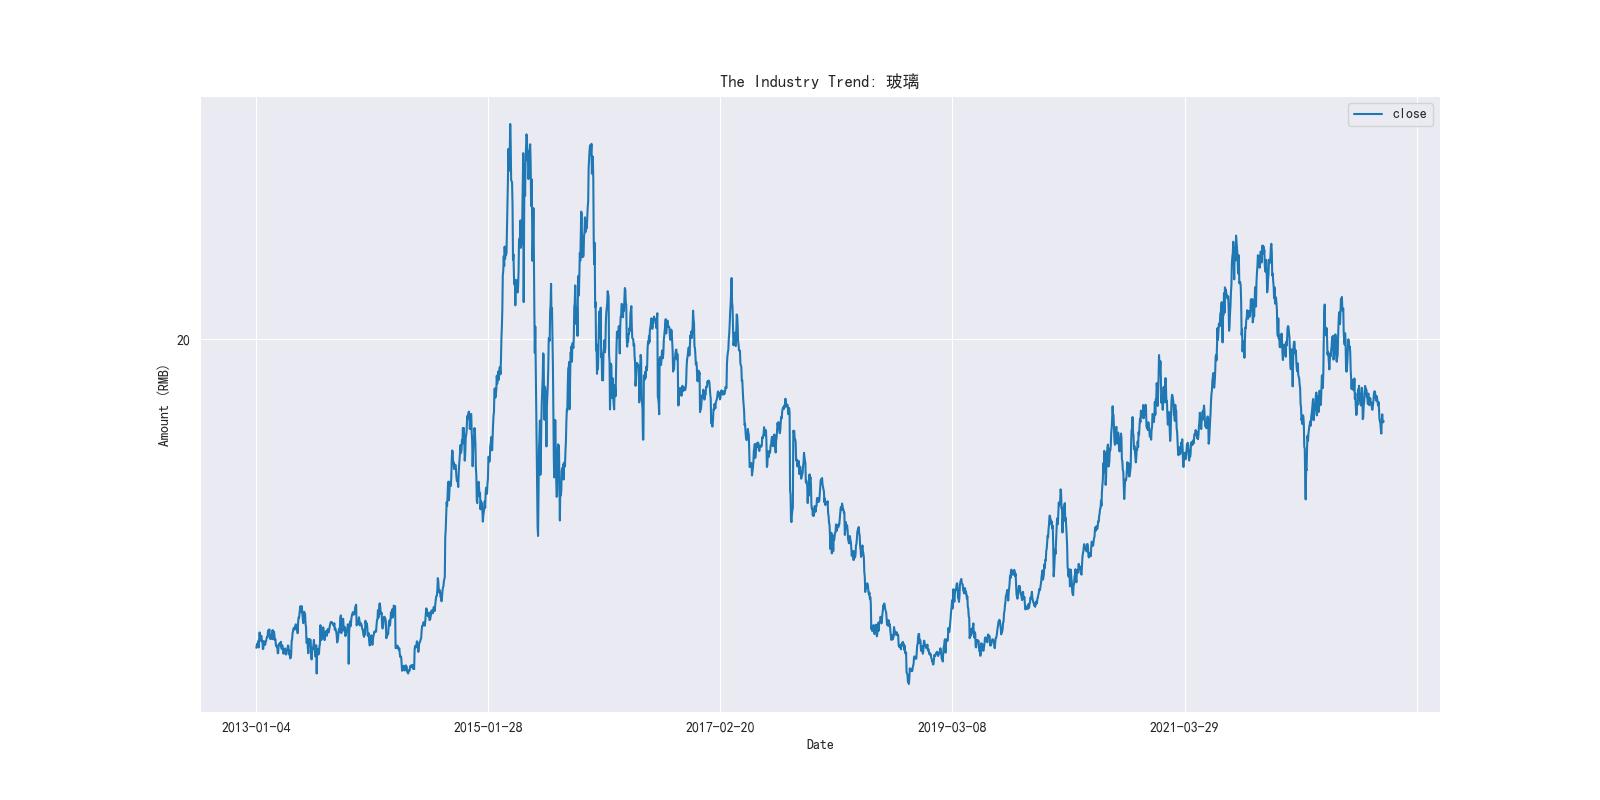 The Industry Trend: 玻璃
close
20
Amount (RMB)
2013-01-04
2015-01-28
2017-02-20
2019-03-08
2021-03-29
Date